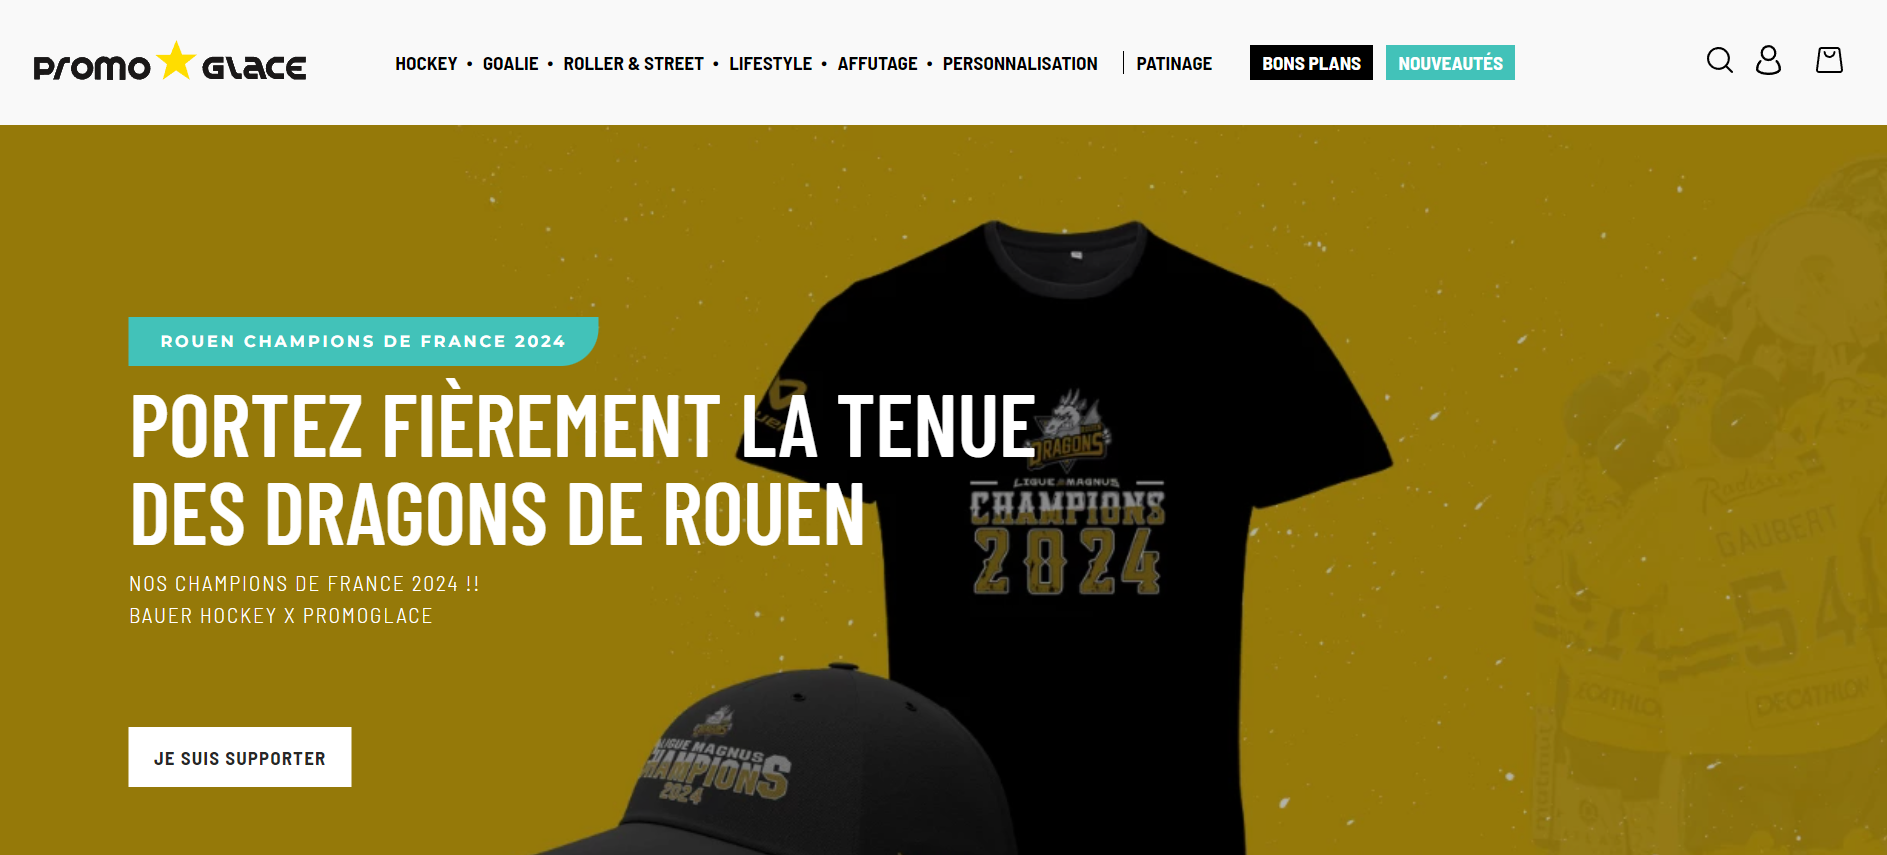 PROMO GLACE
HOCKEY • GOALIE • ROLLER & STREET • LIFESTYLE • AFFUTAGE • PERSONNALISATION | PATINAGE BONS PLANS NOUVEAUTÉS
ROUEN CHAMPIONS DE FRANCE 2024
PORTEZ FIÈREMENT LA TENUE
DES DRAGONS DE ROUEN
NOS CHAMPIONS DE FRANCE 2024 !!
BAUER HOCKEY X PROMOGLACE
JE SUIS SUPPORTER
DRAGONS
LIGUE MAGNUS
CHAMPIONS
2024
LIGUE MAGNUS
CHAMPIONS
2024
GAUBERT
54
DECATHLON